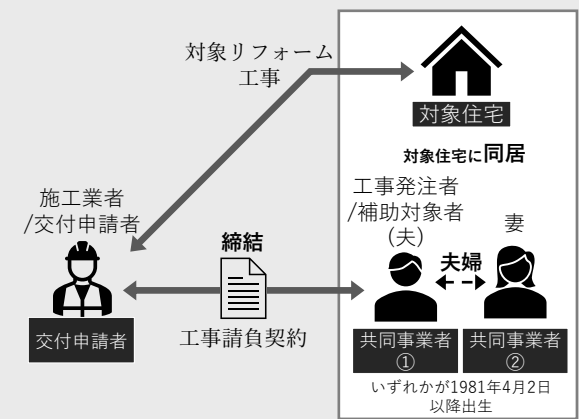 対象リフォーム
工事
対象住宅
対象住宅に同居
施工業者
/交付申請者
交付申請者
締結
工事請負契約
工事発注者
/補助対象者
(夫)
妻
夫婦
共同事業者
①
共同事業者
②
いずれかが1981年4月2日
以降出生